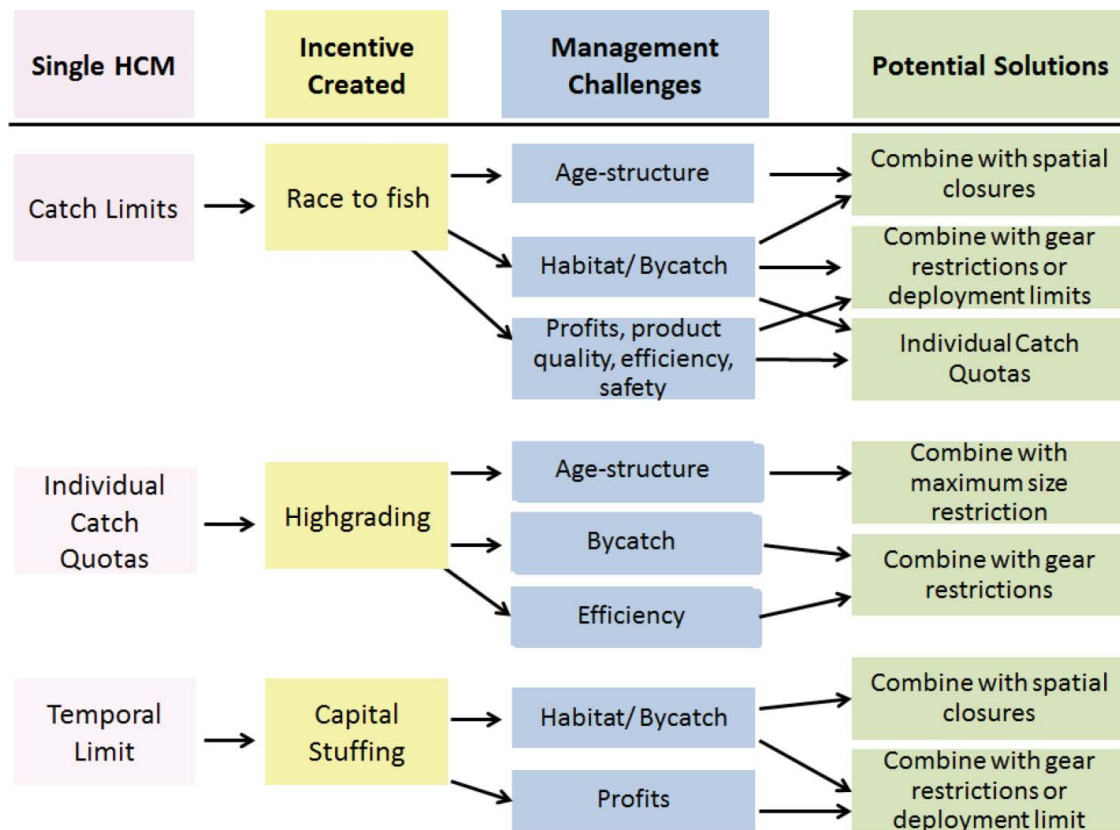 Single HCM
Incentive
Created
Management
Challenges
Potential Solutions
Catch Limits
Race to fish
Age-structure
Habitat/ Bycatch
Profits, product
quality, efficiency,
safety
Combine with spatial
closures
Combine with gear
restrictions or
deployment limits
Individual Catch
Quotas
Individual
Catch
Quotas
Highgrading
Age-structure
Bycatch
Efficiency
Combine with
maximum size
restriction
Combine with gear
restrictions
Temporal
Limit
Capital
Stuffing
Habitat/ Bycatch
Profits
Combine with spatial
closures
Combine with gear
restrictions or
deployment limit